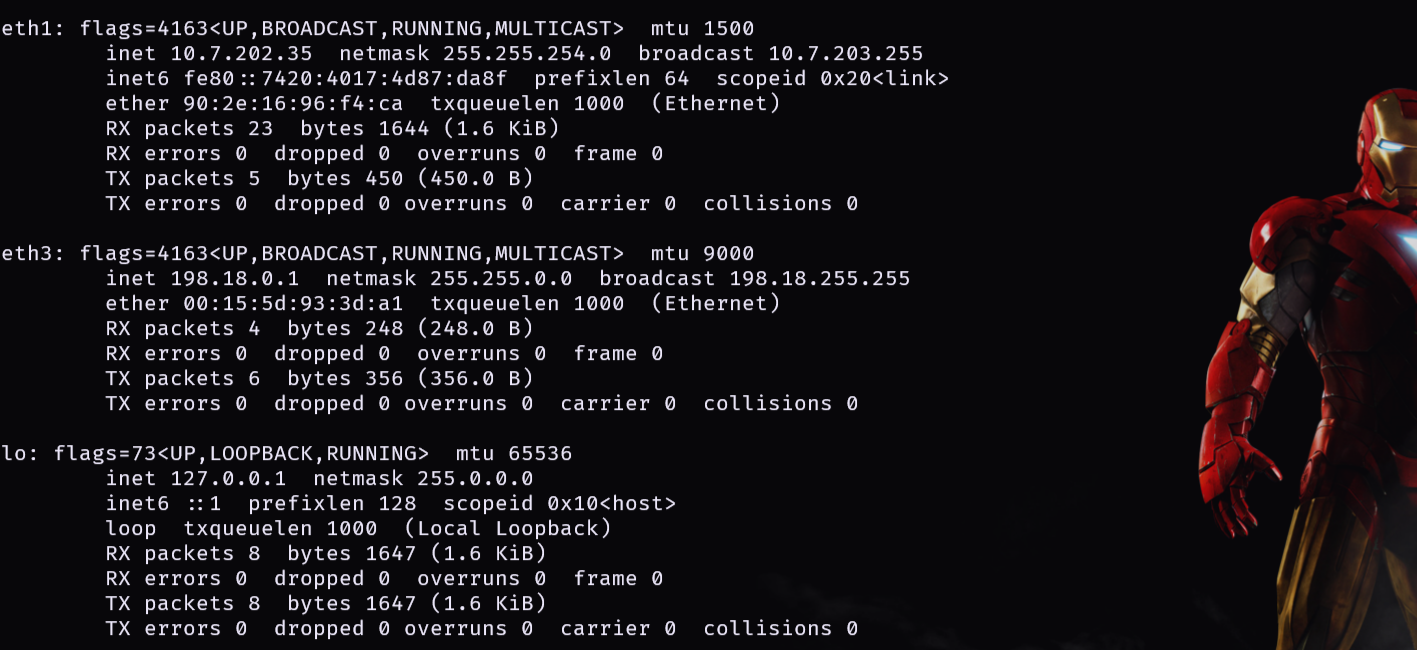 eth1: flags=4163<UP,BROADCAST,RUNNING,MULTICAST>  mtu 1500
        inet 10.7.202.35  netmask 255.255.254.0  broadcast 10.7.203.255
        inet6 fe80::7420:4017:4d87:da8f  prefixlen 64  scopeid 0x20<link>
        ether 90:2e:16:96:f4:ca  txqueuelen 1000  (Ethernet)
        RX packets 23  bytes 1644 (1.6 KiB)
        RX errors 0  dropped 0  overruns 0  frame 0
        TX packets 5  bytes 450 (450.0 B)
        TX errors 0  dropped 0 overruns 0  carrier 0  collisions 0

eth3: flags=4163<UP,BROADCAST,RUNNING,MULTICAST>  mtu 9000
        inet 198.18.0.1  netmask 255.255.0.0  broadcast 198.18.255.255
        ether 00:15:5d:93:3d:a1  txqueuelen 1000  (Ethernet)
        RX packets 4  bytes 248 (248.0 B)
        RX errors 0  dropped 0  overruns 0  frame 0
        TX packets 6  bytes 356 (356.0 B)
        TX errors 0  dropped 0 overruns 0  carrier 0  collisions 0

lo: flags=73<UP,LOOPBACK,RUNNING>  mtu 65536
        inet 127.0.0.1  netmask 255.0.0.0
        inet6 ::1  prefixlen 128  scopeid 0x10<host>
        loop  txqueuelen 1000  (Local Loopback)
        RX packets 8  bytes 1647 (1.6 KiB)
        RX errors 0  dropped 0  overruns 0  frame 0
        TX packets 8  bytes 1647 (1.6 KiB)
        TX errors 0  dropped 0 overruns 0  carrier 0  collisions 0